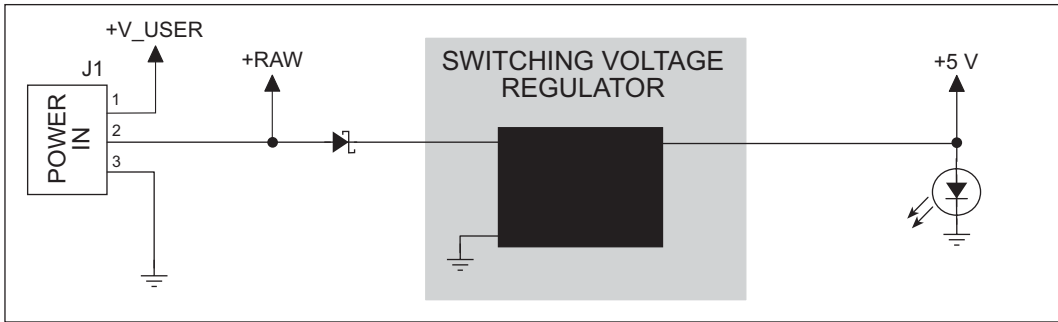 +V_USER
+RAW
J1
POWER
IN
1
2
3
SWITCHING VOLTAGE
REGULATOR
+5 V